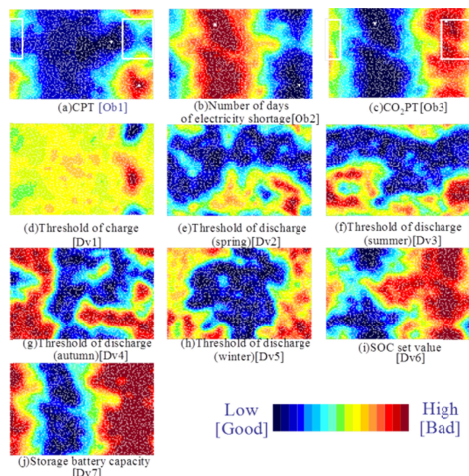 (a)CPT [Ob1]
(b)Number of days
of electricity shortage[Ob2]
(c)CO2PT[Ob3]
(d)Threshold of charge
[Dv1]
(e)Threshold of discharge
(spring)[Dv2]
(f)Threshold of discharge
(summer)[Dv3]
(g)Threshold of discharge
(autumn)[Dv4]
(h)Threshold of discharge
(winter)[Dv5]
(i)SOC set value
[Dv6]
(j)Storage battery capacity
[Dv7]
Low
[Good]
High
[Bad]